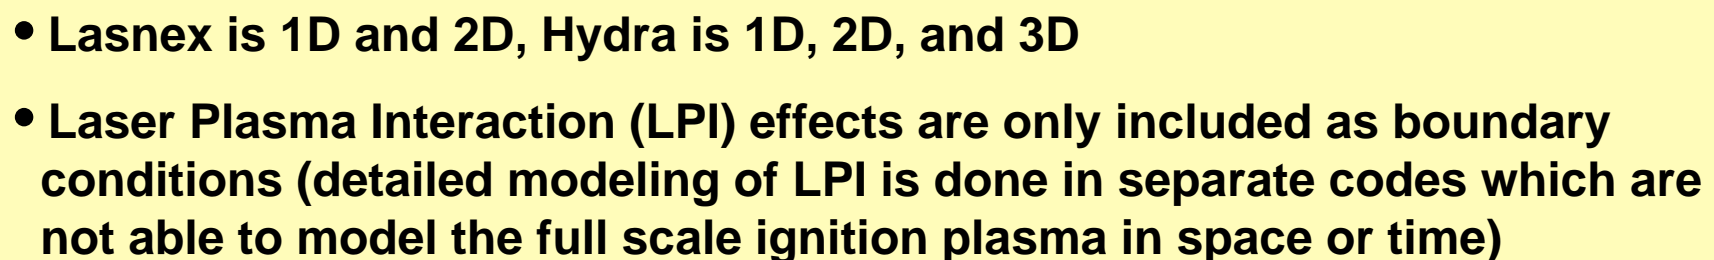 • Lasnex is 1D and 2D, Hydra is 1D, 2D, and 3D
• Laser Plasma Interaction (LPI) effects are only included as boundary
conditions (detailed modeling of LPI is done in separate codes which are
not able to model the full scale ignition plasma in space or time)